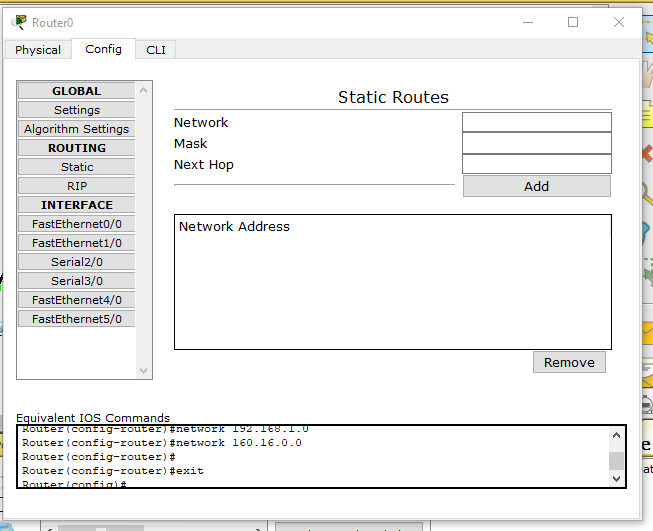 Router0
Physical Config CLI
GLOBAL
Settings
Algorithm Settings
ROUTING
Static
RIP
INTERFACE
FastEthernet0/0
FastEthernet1/0
Serial2/0
Serial3/0
FastEthernet4/0
FastEthernet5/0
Static Routes
Network
Mask
Next Hop
Add
Network Address
Remove
Equivalent IOS Commands
Router(config-router)#network 192.168.1.0
Router(config-router)#network 160.16.0.0
Router(config-router)#
Router(config-router)#exit
Router(config)#